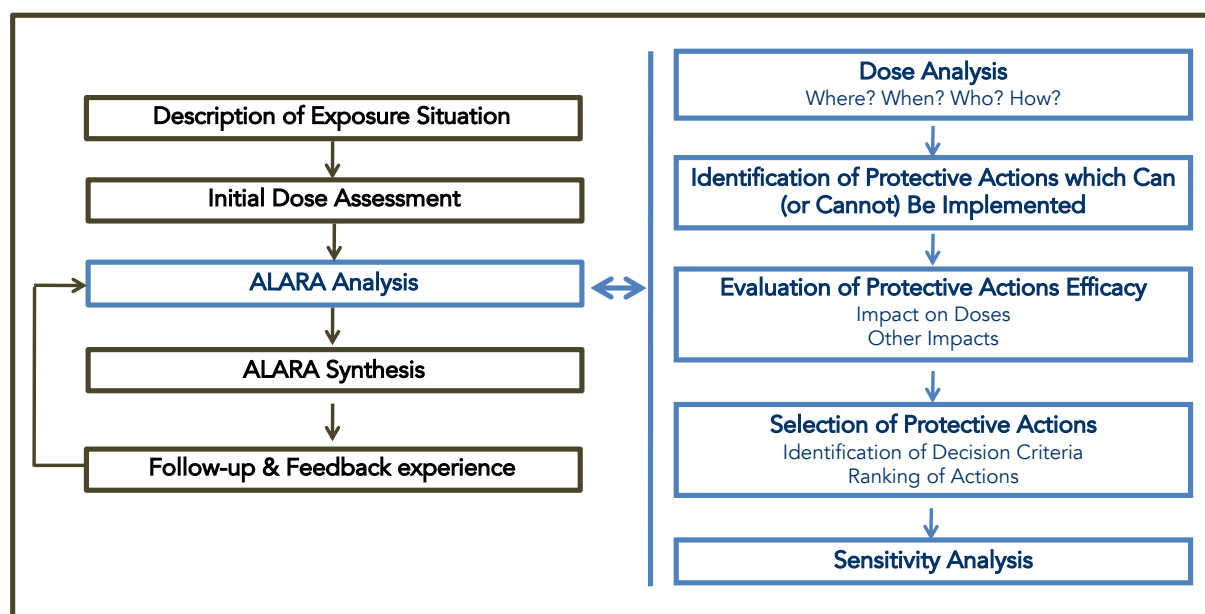 Description of Exposure Situation
Initial Dose Assessment
ALARA Analysis
ALARA Synthesis
Follow-up & Feedback experience
Dose Analysis
Where? When? Who? How?
Identification of Protective Actions which Can
(or Cannot) Be Implemented
Evaluation of Protective Actions Efficacy
Impact on Doses
Other Impacts
Selection of Protective Actions
Identification of Decision Criteria
Ranking of Actions
Sensitivity Analysis